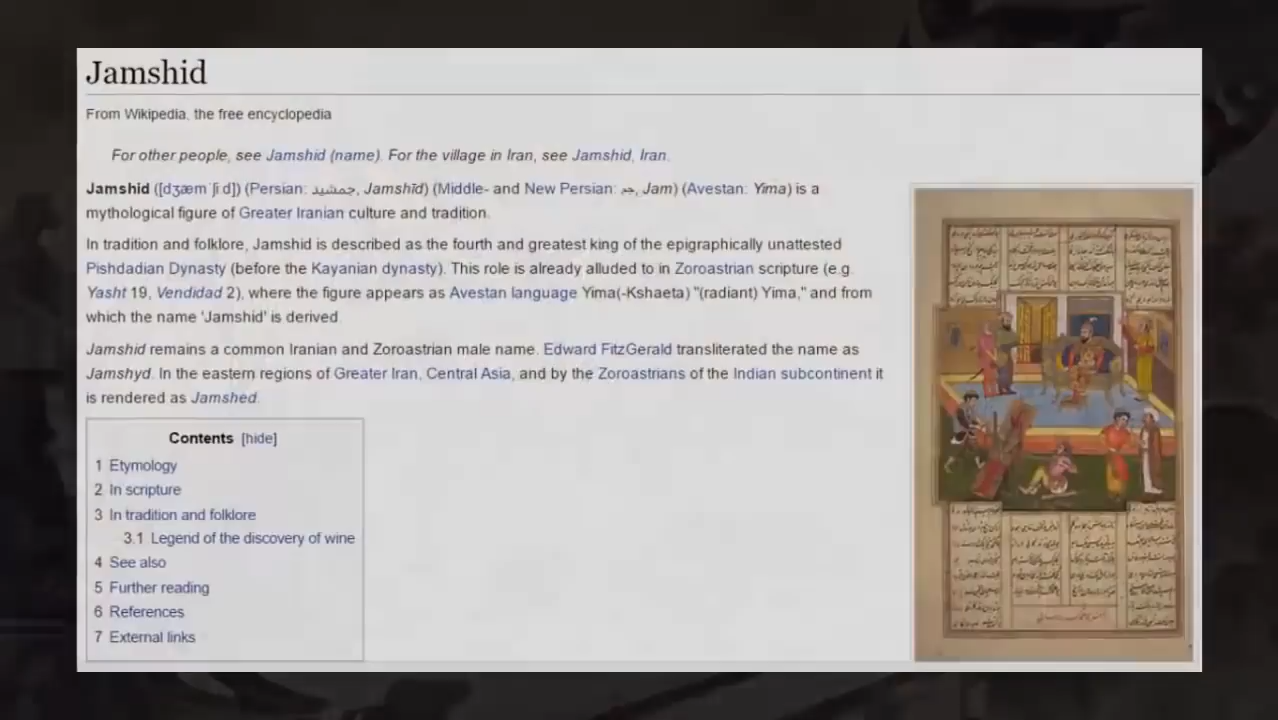 Jamshid
From Wikipedia, the free encyclopedia
For other people, see Jamshid (name). For the village in Iran, see Jamshid, Iran.
Jamshid ([dʒæmˈʃiːd]) (Persian: جمشید, Jamshīd) (Middle- and New Persian: جم, Jam) (Avestan: Yima) is a
mythological figure of Greater Iranian culture and tradition.
In tradition and folklore, Jamshid is described as the fourth and greatest king of the epigraphically unattested
Pishdadian Dynasty (before the Kayanian dynasty). This role is already alluded to in Zoroastrian scripture (e.g.
Yasht 19, Vendidad 2), where the figure appears as Avestan language Yima(-Kshaeta) "(radiant) Yima," and from
which the name 'Jamshid' is derived.
Jamshid remains a common Iranian and Zoroastrian male name. Edward FitzGerald transliterated the name as
Jamshyd. In the eastern regions of Greater Iran, Central Asia, and by the Zoroastrians of the Indian subcontinent it
is rendered as Jamshed.
Contents [hide]
1 Etymology
2 In scripture
3 In tradition and folklore
3.1 Legend of the discovery of wine
4 See also
5 Further reading
6 References
7 External links